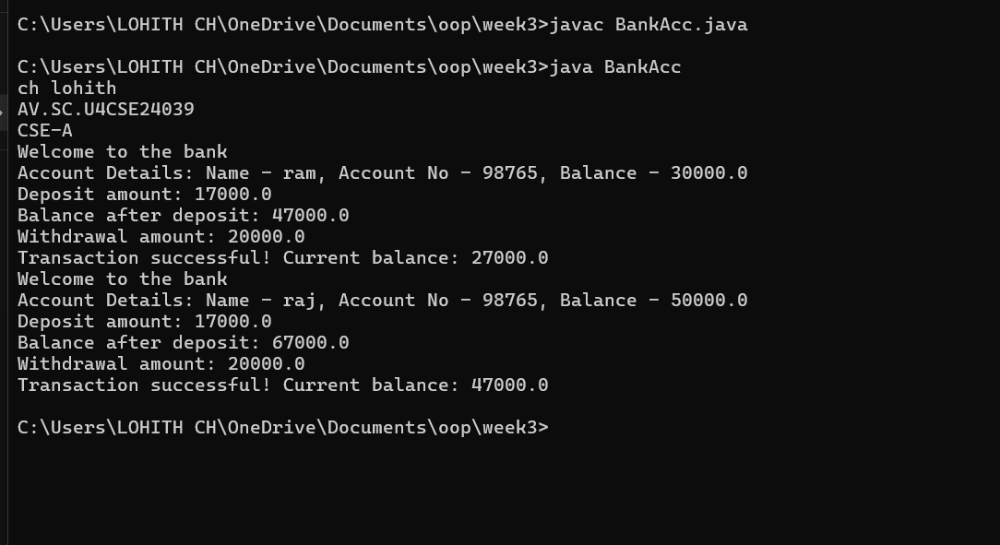 C:\Users\LOHITH CH\OneDrive\Documents\oop\week3>javac BankAcc.java
C:\Users\LOHITH CH\OneDrive\Documents\oop\week3>java BankAcc
ch lohith
AV.SC.U4CSE24039
CSE-A
Welcome to the bank
Account Details: Name - ram, Account No - 98765, Balance - 30000.0
Deposit amount: 17000.0
Balance after deposit: 47000.0
Withdrawal amount: 20000.0
Transaction successful! Current balance: 27000.0
Welcome to the bank
Account Details: Name - raj, Account No - 98765, Balance - 50000.0
Deposit amount: 17000.0
Balance after deposit: 67000.0
Withdrawal amount: 20000.0
Transaction successful! Current balance: 47000.0
C:\Users\LOHITH CH\OneDrive\Documents\oop\week3>